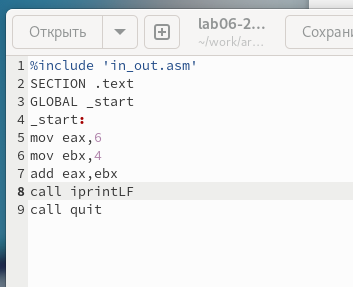 Открыть
lab06-2...
~/work/ar...
Сохрани
1 %include 'in_out.asm'
2 SECTION .text
3 GLOBAL _start
4 _start:
5 mov eax,6
6 mov ebx,4
7 add eax,ebx
8 call iprintLF
9 call quit